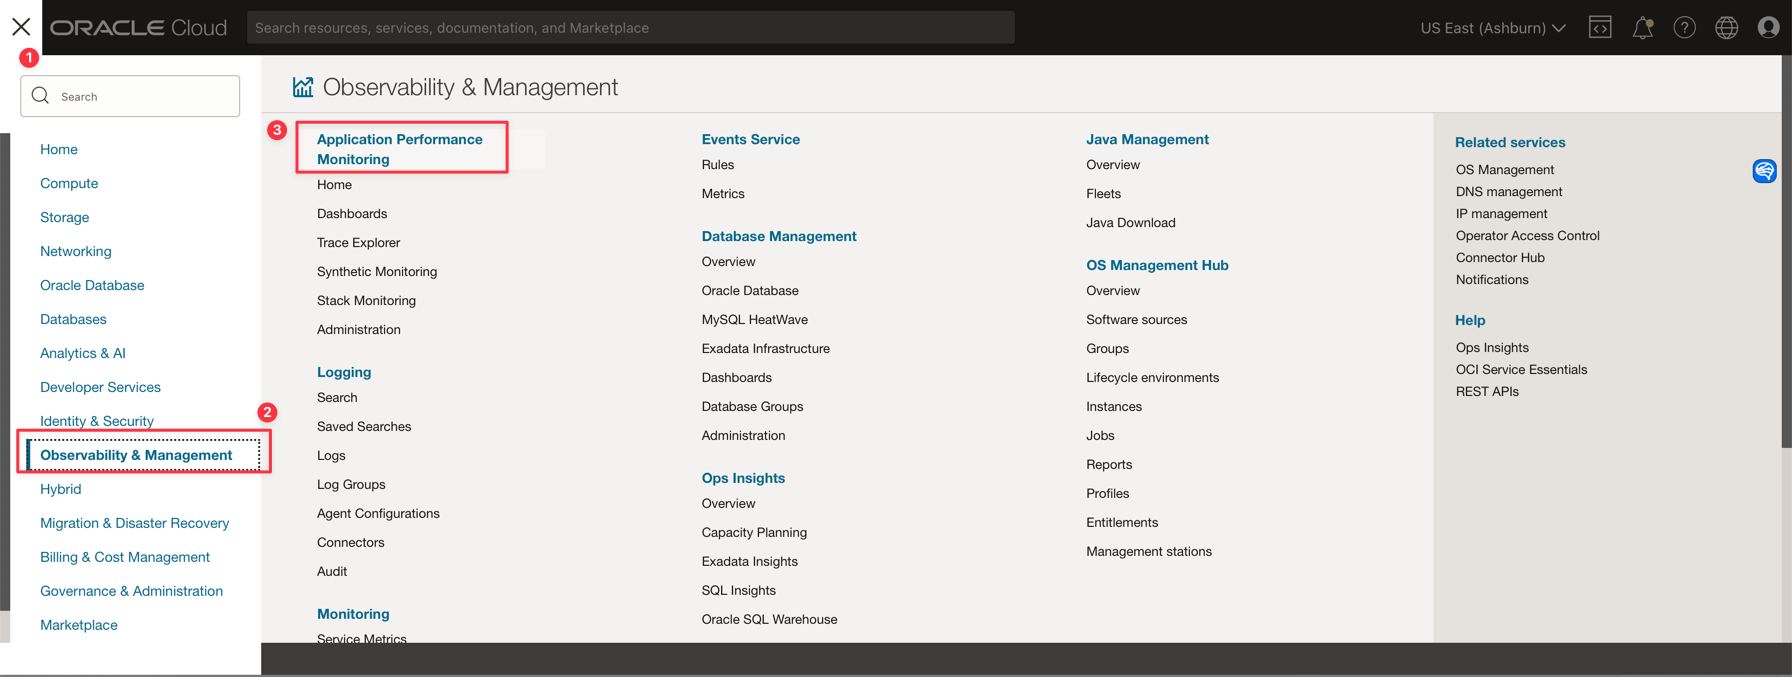 ORACLE Cloud
Search resources, services, documentation, and Marketplace
US East (Ashburn)
1
Search
Home
Compute
Storage
Networking
Oracle Database
Databases
Analytics & AI
Developer Services
Identity & Security
2
Observability & Management
Hybrid
Migration & Disaster Recovery
Billing & Cost Management
Governance & Administration
Marketplace
Observability & Management
3
Application Performance
Monitoring
Home
Dashboards
Trace Explorer
Synthetic Monitoring
Stack Monitoring
Administration
Logging
Search
Saved Searches
Logs
Log Groups
Agent Configurations
Connectors
Audit
Monitoring
Service Metrics
Events Service
Rules
Metrics
Database Management
Overview
Oracle Database
MySQL HeatWave
Exadata Infrastructure
Dashboards
Database Groups
Administration
Ops Insights
Overview
Capacity Planning
Exadata Insights
SQL Insights
Oracle SQL Warehouse
Java Management
Overview
Fleets
Java Download
OS Management Hub
Overview
Software sources
Groups
Lifecycle environments
Instances
Jobs
Reports
Profiles
Entitlements
Management stations
Related services
OS Management
DNS management
IP management
Operator Access Control
Connector Hub
Notifications
Help
Ops Insights
OCI Service Essentials
REST APIs